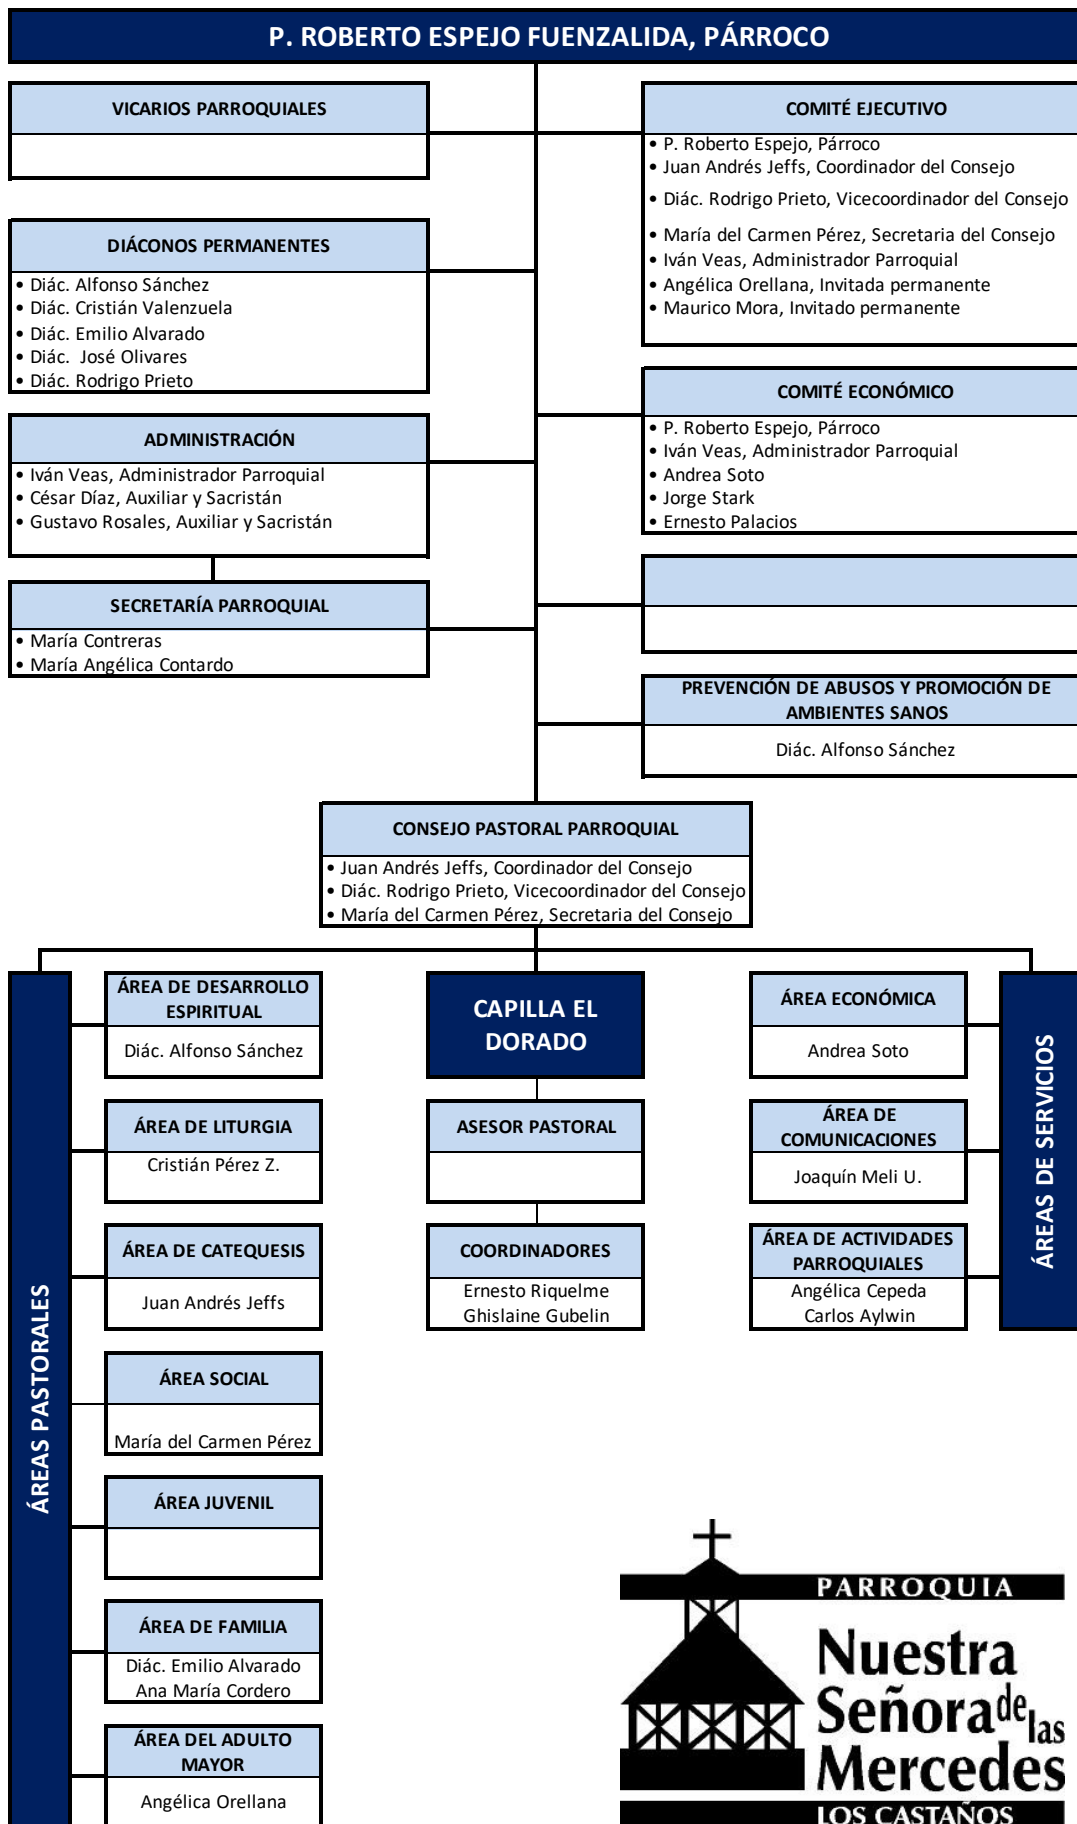 P. ROBERTO ESPEJO FUENZALIDA, PÁRROCO
VICARIOS PARROQUIALES
DIÁCONOS PERMANENTES
• Diác. Alfonso Sánchez
• Diác. Cristián Valenzuela
• Diác. Emilio Alvarado
• Diác.  José Olivares
• Diác. Rodrigo Prieto
ADMINISTRACIÓN
• Iván Veas, Administrador Parroquial
• César Díaz, Auxiliar y Sacristán
• Gustavo Rosales, Auxiliar y Sacristán
SECRETARÍA PARROQUIAL
• María Contreras
• María Angélica Contardo
COMITÉ EJECUTIVO
• P. Roberto Espejo, Párroco
• Juan Andrés Jeffs, Coordinador del Consejo
• Diác. Rodrigo Prieto, Vicecoordinador del Consejo
• María del Carmen Pérez, Secretaria del Consejo
• Iván Veas, Administrador Parroquial
• Angélica Orellana, Invitada permanente
• Maurico Mora, Invitado permanente
COMITÉ ECONÓMICO
• P. Roberto Espejo, Párroco
• Iván Veas, Administrador Parroquial
• Andrea Soto
• Jorge Stark
• Ernesto Palacios
PREVENCIÓN DE ABUSOS Y PROMOCIÓN DE
AMBIENTES SANOS
Diác. Alfonso Sánchez
CONSEJO PASTORAL PARROQUIAL
• Juan Andrés Jeffs, Coordinador del Consejo
• Diác. Rodrigo Prieto, Vicecoordinador del Consejo
• María del Carmen Pérez, Secretaria del Consejo
ÁREAS PASTORALES
ÁREA DE DESARROLLO
ESPIRITUAL
Diác. Alfonso Sánchez
ÁREA DE LITURGIA
Cristián Pérez Z.
ÁREA DE CATEQUESIS
Juan Andrés Jeffs
ÁREA SOCIAL
María del Carmen Pérez
ÁREA JUVENIL
ÁREA DE FAMILIA
Diác. Emilio Alvarado
Ana María Cordero
ÁREA DEL ADULTO
MAYOR
Angélica Orellana
CAPILLA EL
DORADO
ASESOR PASTORAL
COORDINADORES
Ernesto Riquelme
Ghislaine Gubelin
ÁREA ECONÓMICA
Andrea Soto
ÁREA DE
COMUNICACIONES
Joaquín Meli U.
ÁREA DE ACTIVIDADES
PARROQUIALES
Angélica Cepeda
Carlos Aylwin
ÁREAS DE SERVICIOS
PARROQUIA
Nuestra
Señora de las
Mercedes
LOS CASTAÑOS